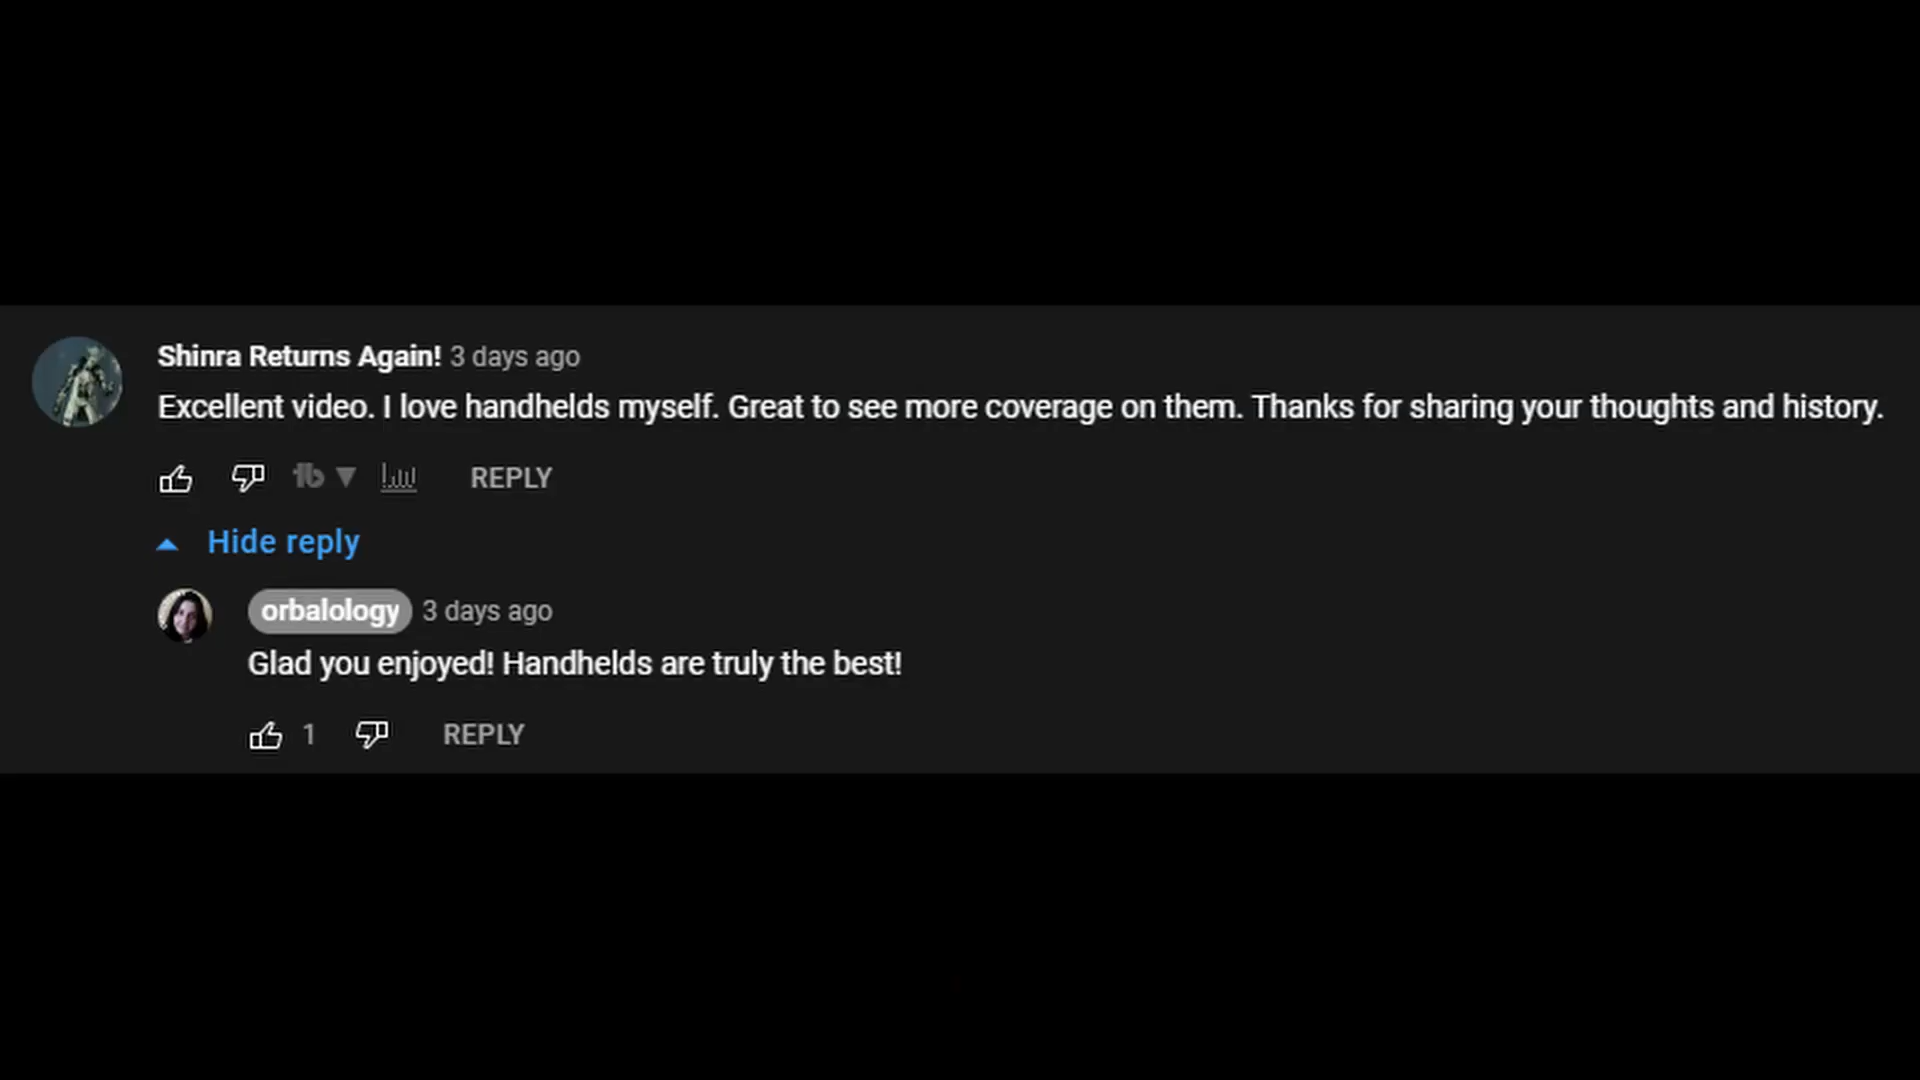 Shinra Returns Again! 3 days ago
Excellent video. I love handhelds myself. Great to see more coverage on them. Thanks for sharing your thoughts and history.
tb REPLY
Hide reply
orbalology 3 days ago
Glad you enjoyed! Handhelds are truly the best!
1 REPLY